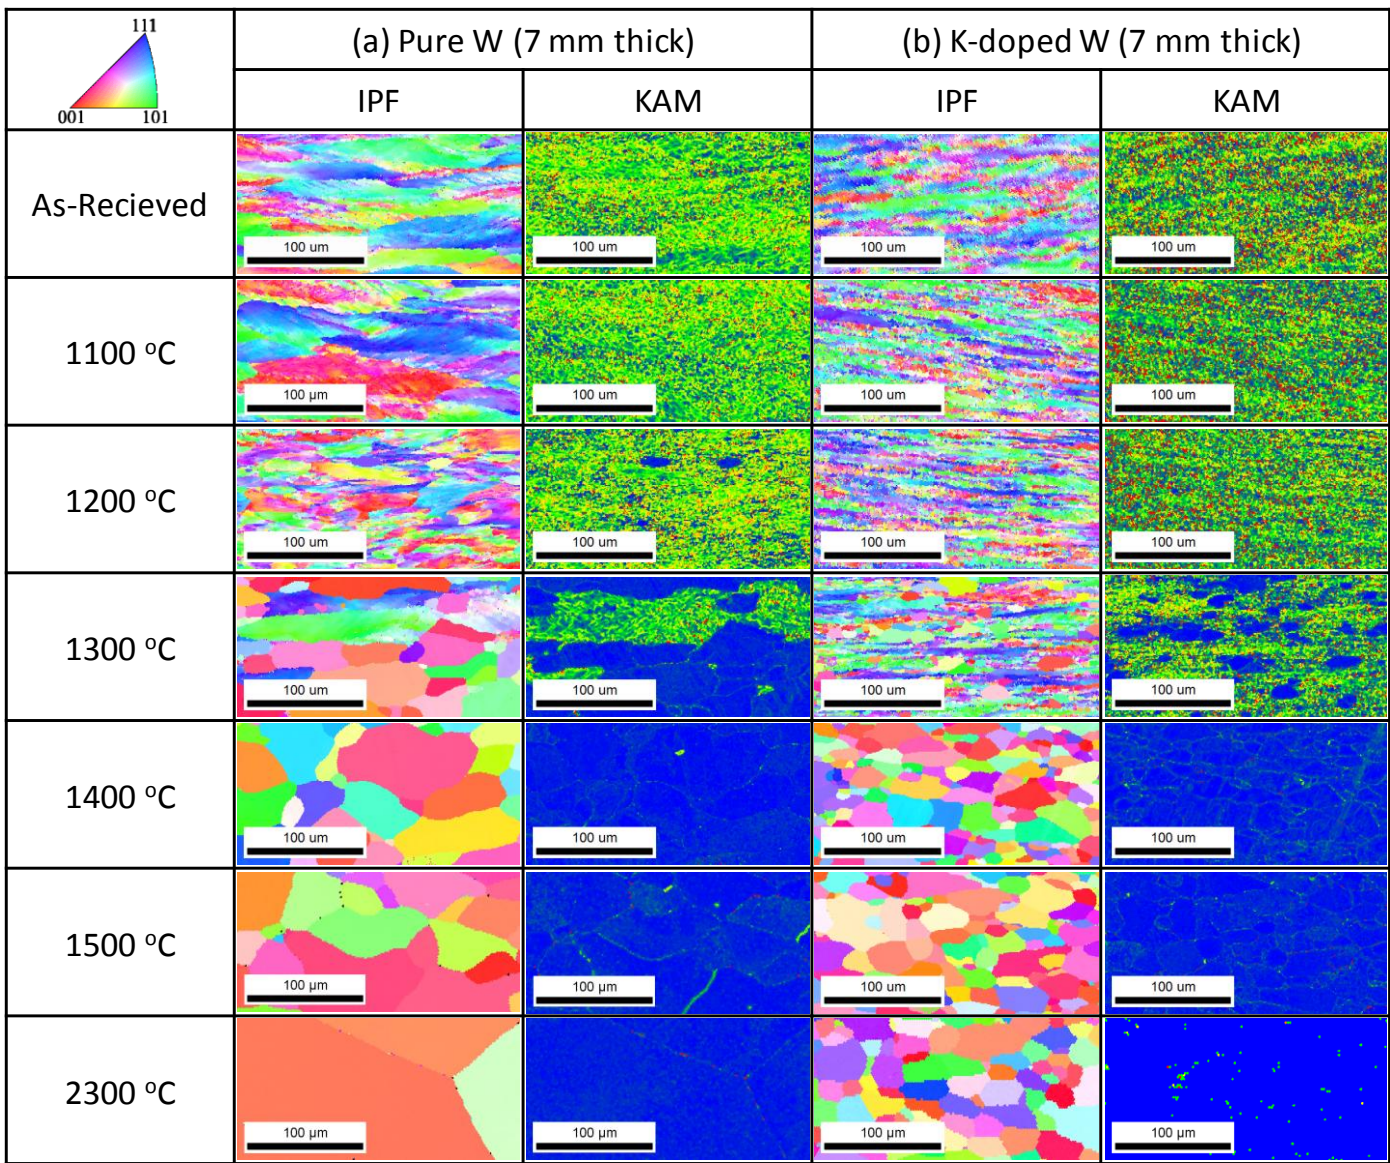 111
001 101
(a) Pure W (7 mm thick) (b) K-doped W (7 mm thick)
IPF KAM IPF KAM
As-Recieved
100 um 100 um 100 um 100 um
1100 °C
100 µm 100 um 100 um 100 um
1200 °C
100 um 100 um 100 um 100 um
1300 °C
100 um 100 um 100 um 100 um
1400 °C
100 um 100 um 100 um 100 um
1500 °C
100 µm 100 µm 100 um 100 um
2300 °C
100 µm 100 µm 100 um 100 um